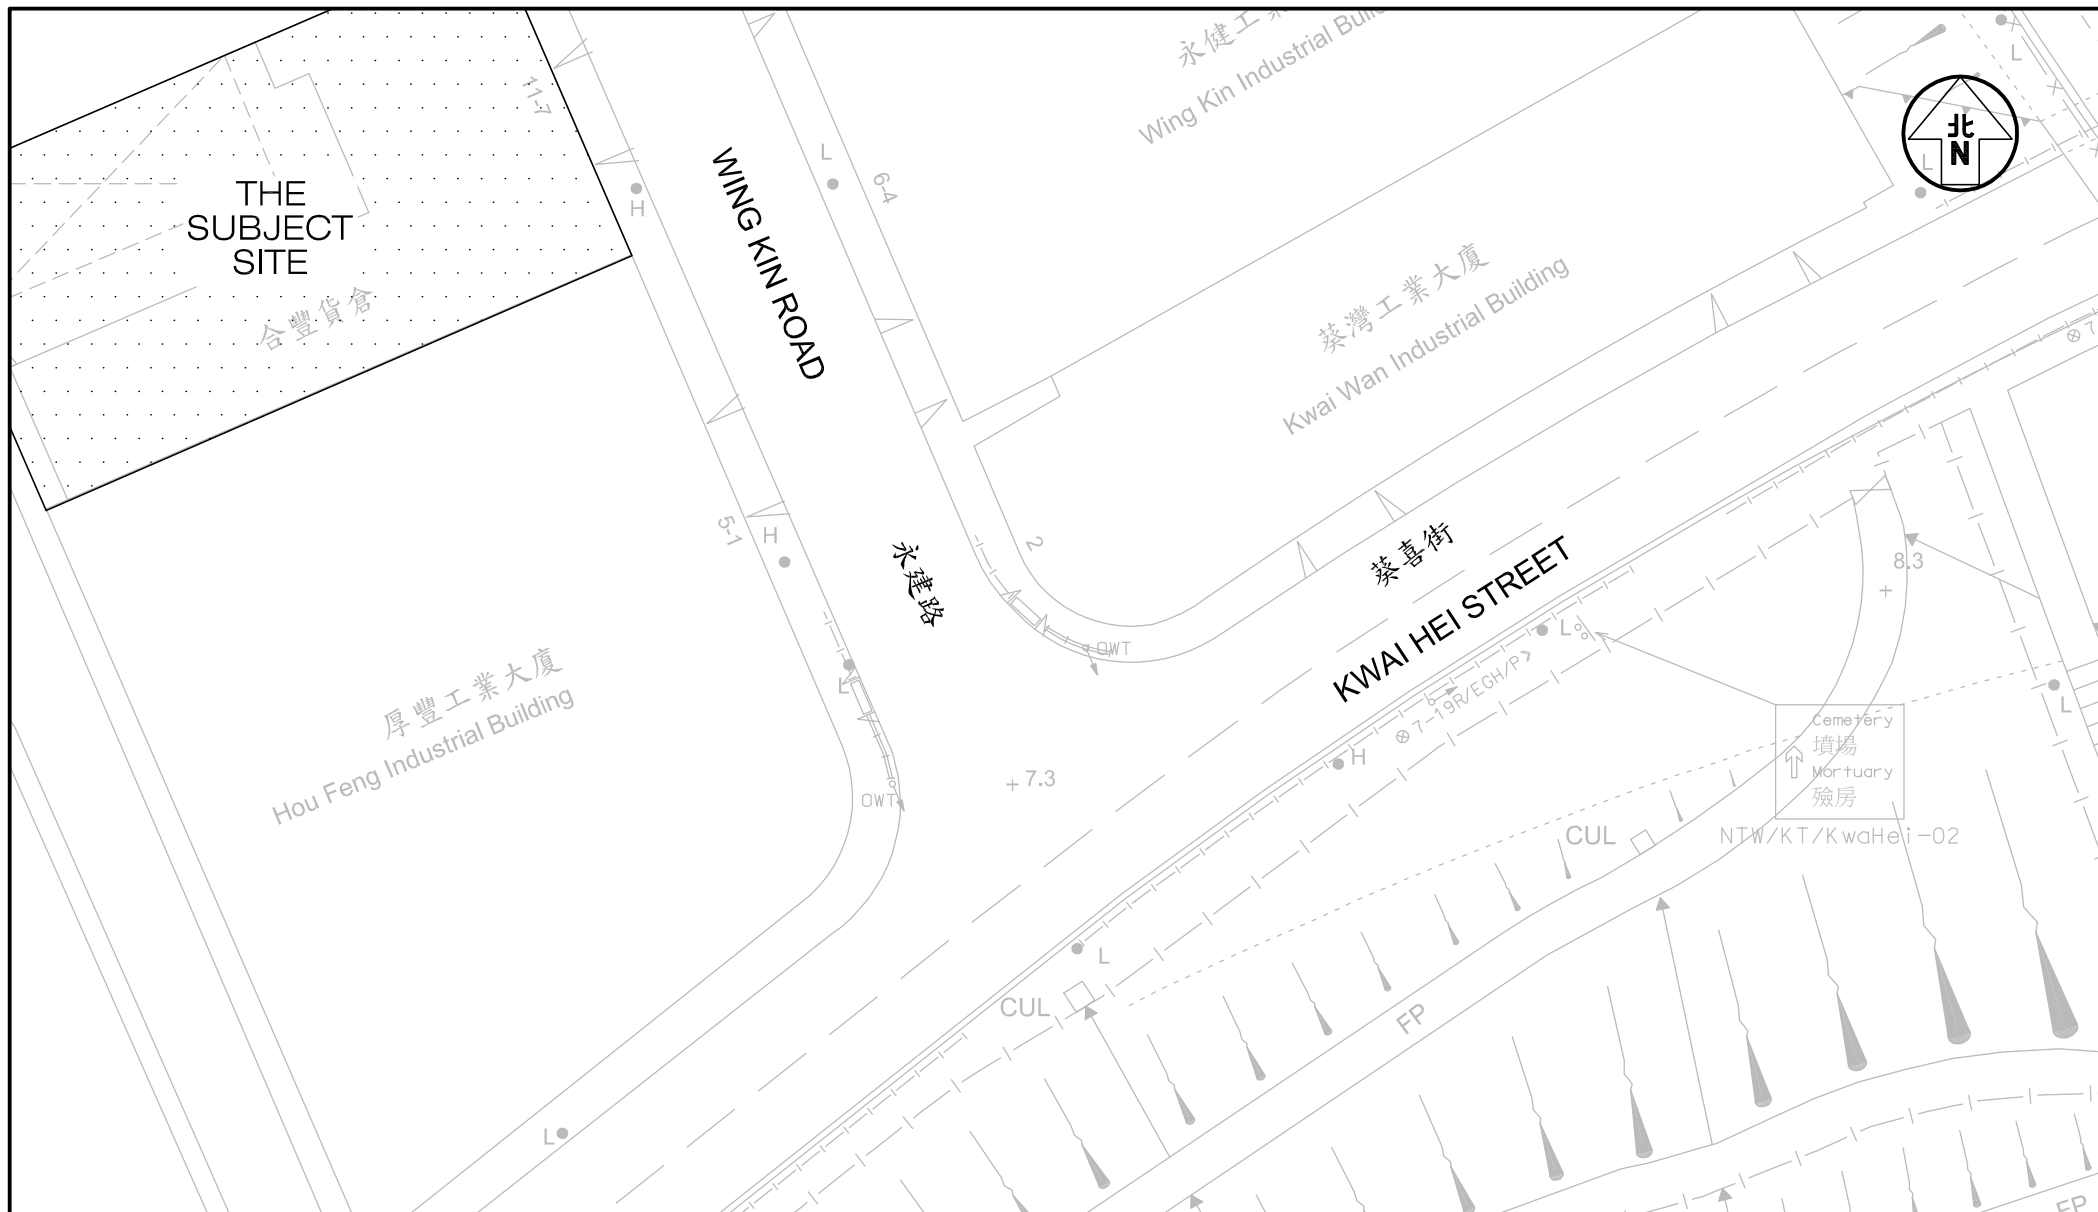 永健工業
Wing Kin Industrial Buil
L
L
北
N
L
11-7
THE
SUBJECT
SITE
合豐貨倉
H
WING KIN ROAD
L
6-4
葵灣工業大廈
Kwai Wan Industrial Building
5-1
H
永建路
2
OWT
葵喜街
KWAI HEI STREET
8.3
L
7-19R/EGH/P
厚豐工業大廈
Hou Feng Industrial Building
L
OWT
7.3
H
Cemetery
墳場
Mortuary
殮房
L
CUL
NTW/KT/KwaHei-02
L
CUL
FP
L
FP